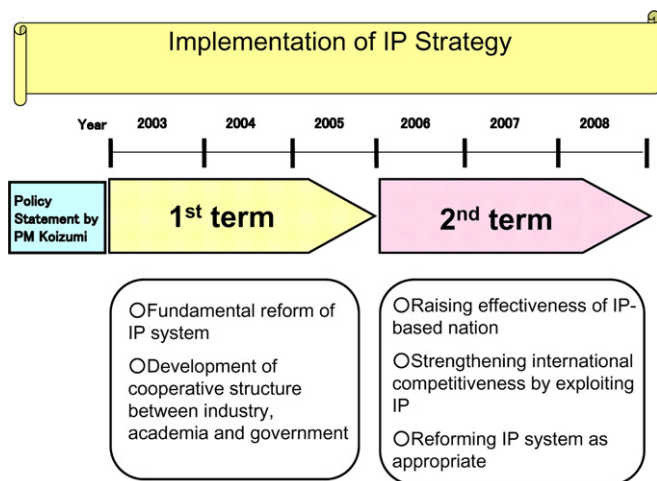 Implementation of IP Strategy
Year 2003 2004 2005 2006 2007 2008
Policy
Statement by
PM Koizumi
1st term
2nd term
○Fundamental reform of
IP system
○Development of
cooperative structure
between industry,
academia and government
○Raising effectiveness of IP-
based nation
○Strengthening international
competitiveness by exploiting
IP
○Reforming IP system as
appropriate